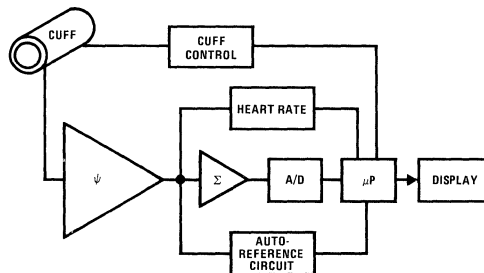 CUFF
CUFF
CONTROL
HEART RATE
ψ
Σ
A/D
μP
DISPLAY
AUTO-
REFERENCE
CIRCUIT